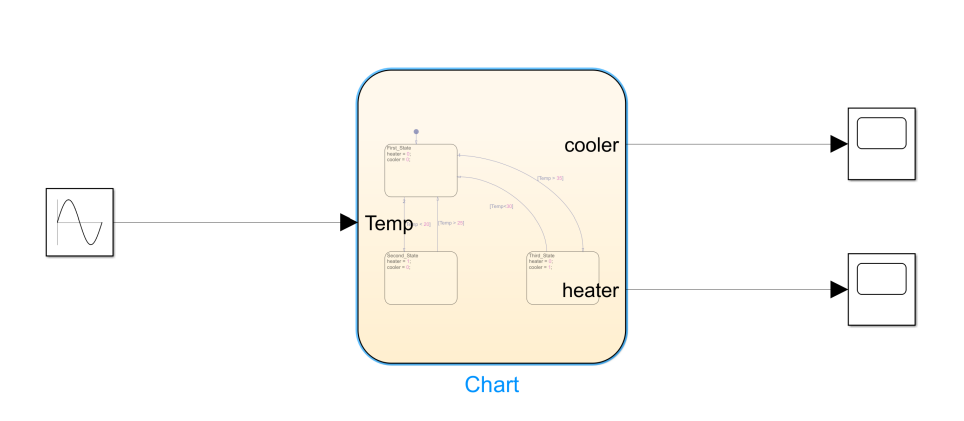 cooler
First_State
heater = 0;
cooler = 0;
[Temp = 35]
[Temp<30]
Temp
[Temp = 25]
Second_State
heater = 1;
cooler = 0;
Third_State
heater = 0;
cooler = 1;
heater
Chart